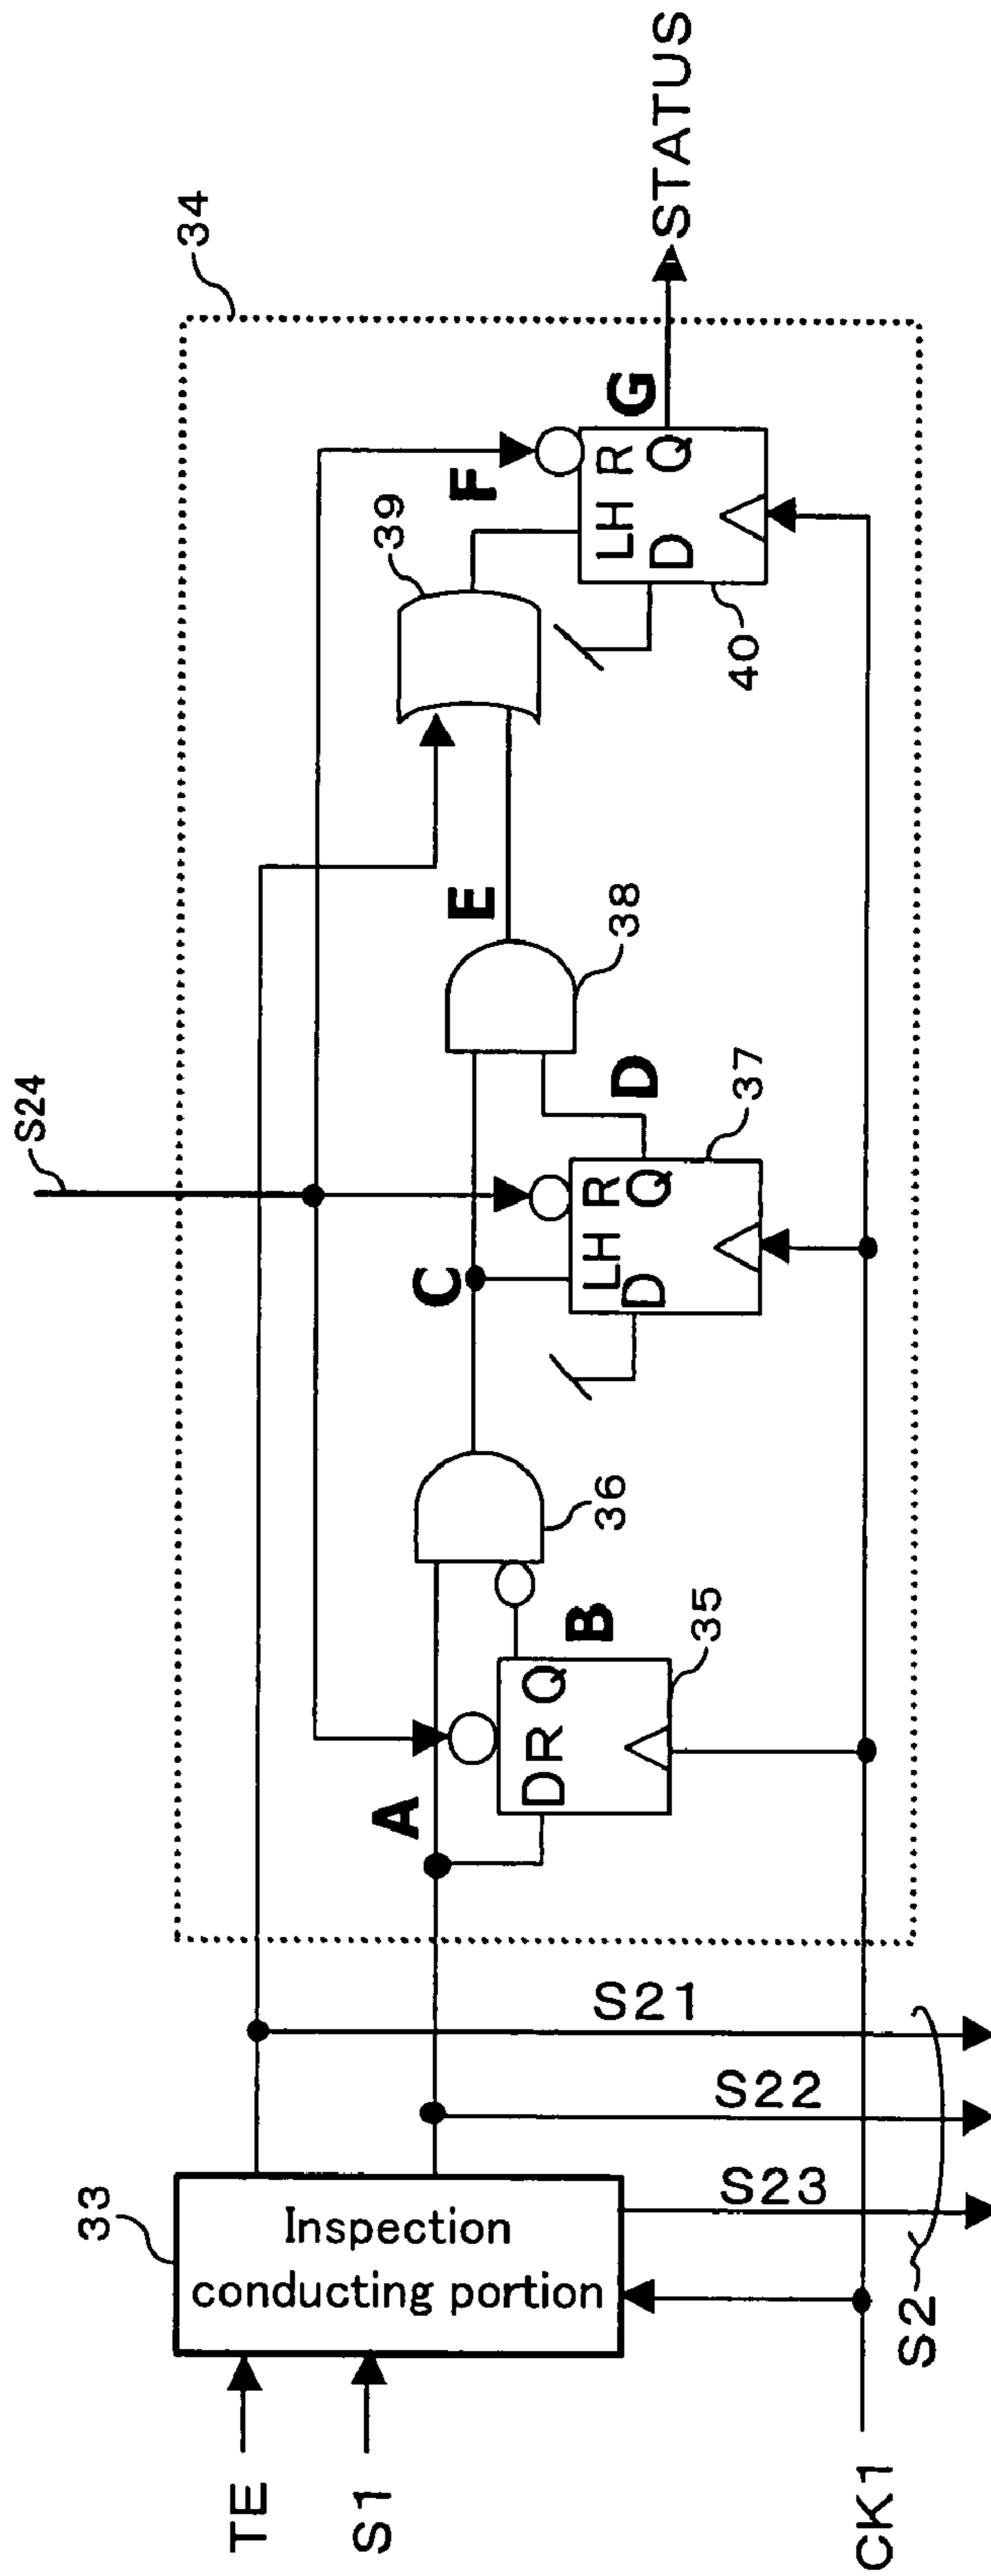 TE
S1
CK1
33
Inspection
conducting portion
S21
S22
S23
S2
S24
34
A
D R Q
B
35
36
C
LH R
D Q
D
37
38
E
39
F
LH R
D Q
G
40
STATUS